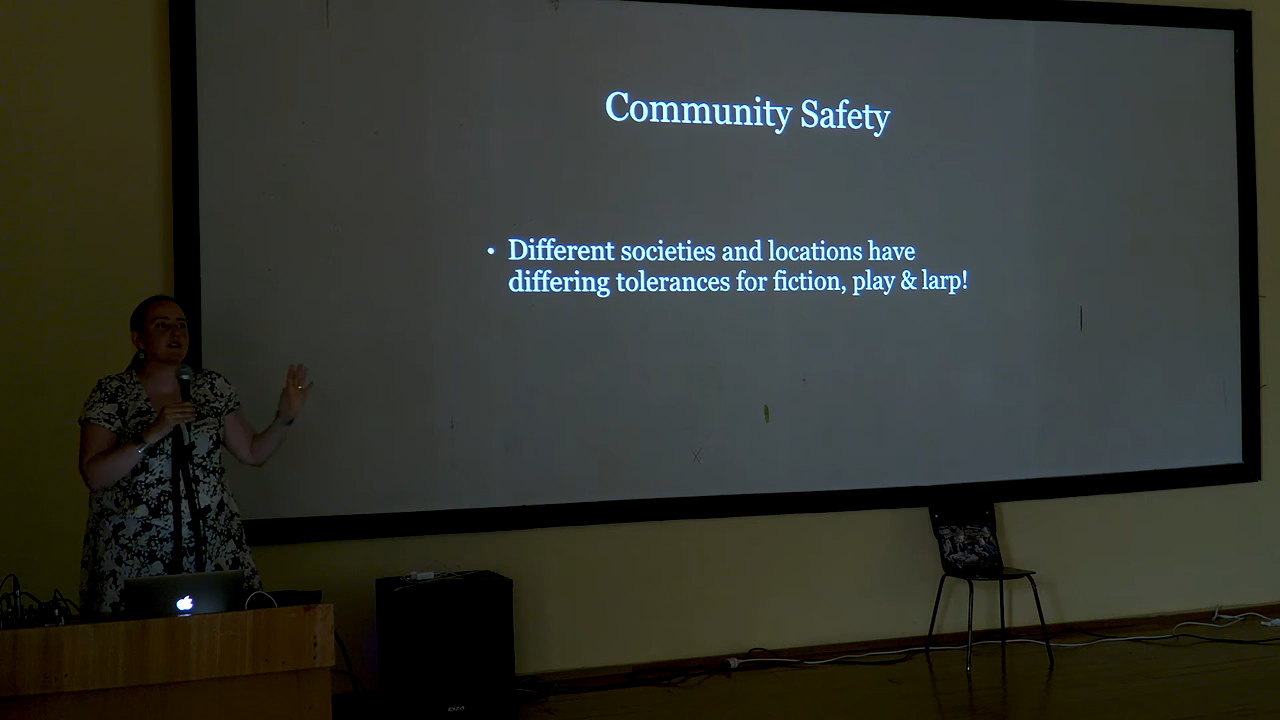 Community Safety
• Different societies and locations have
differing tolerances for fiction, play & larp!